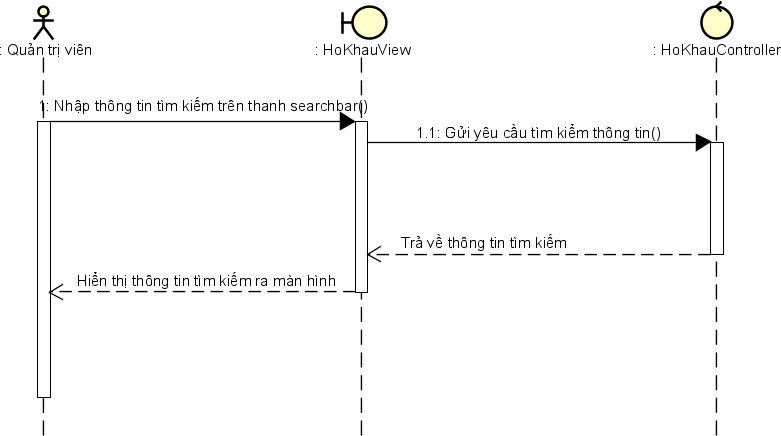 : Quản trị viên
: HoKhauView
: HoKhauController
1: Nhập thông tin tìm kiếm trên thanh searchbar()
1.1: Gửi yêu cầu tìm kiểm thông tin()
Trả về thông tin tìm kiếm
Hiển thị thông tin tìm kiếm ra màn hình